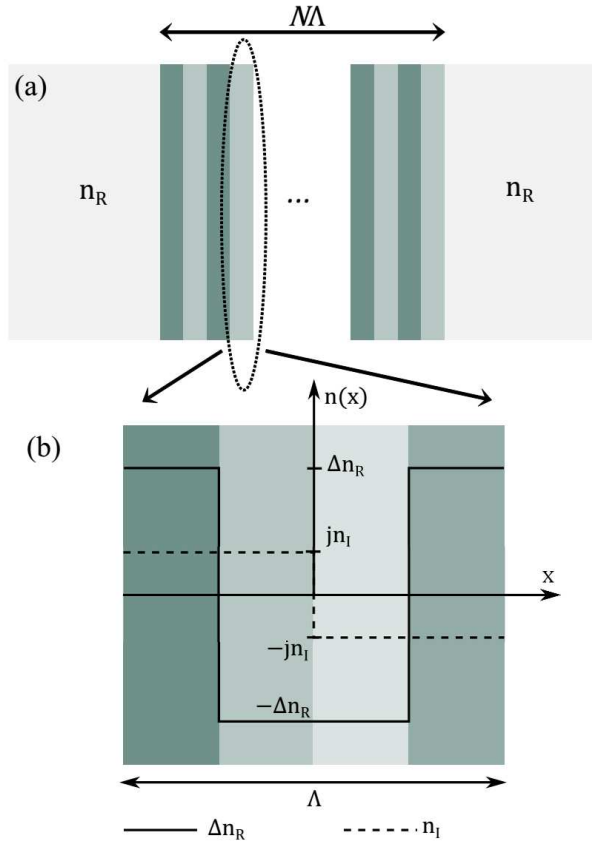 NΛ
(a)
n_R
...
n_R
n(x)
(b)
Δn_R
jn_I
x
−jn_I
−Δn_R
Λ
Δn_R
n_I